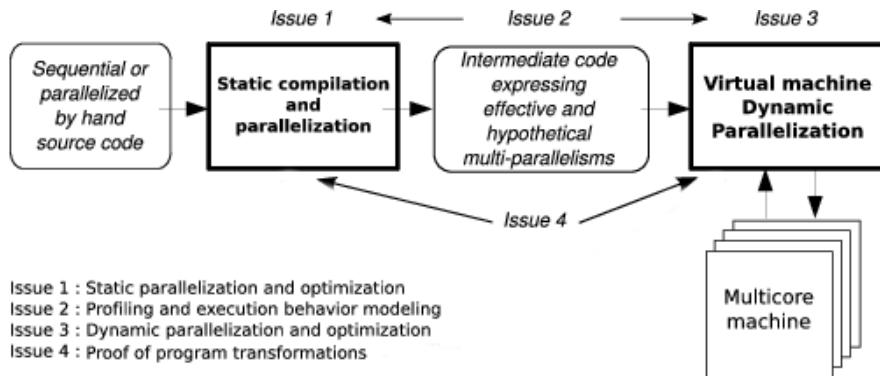 Issue 1
Issue 2
Issue 3
Sequential or
parallelized
by hand
source code
Static compilation
and
parallelization
Intermediate code
expressing
effective and
hypothetical
multi-parallelisms
Virtual machine
Dynamic
Parallelization
Issue 4
Multicore
machine
Issue 1 : Static parallelization and optimization
Issue 2 : Profiling and execution behavior modeling
Issue 3 : Dynamic parallelization and optimization
Issue 4 : Proof of program transformations